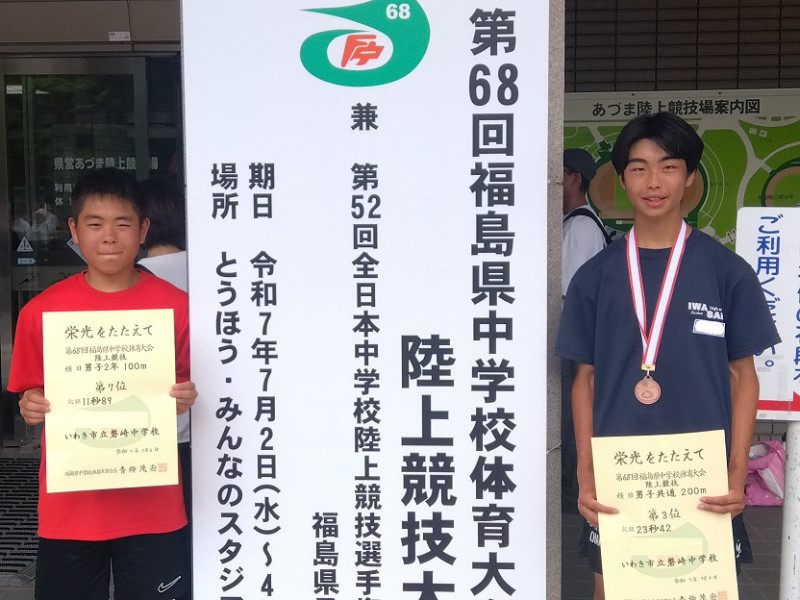 第68回福島県中学校体育大
陸上競技大
兼 第52回全日本中学校陸上競技選手権
福島県
期日 令和7年7月2日(水)〜4
場所 とうほう・みんなのスタジア
68
県営あづま陸上競 場
利用
休
栄光をたたえて
第68回福島県中学校体育大会
陸上競技
種目 男子2年 100m
第7位
記録 11秒89
いわき市立磐崎中学校
あづま陸上競技場案内図
ご利用ください。
IWA
SAK
栄光をたたえて
第68回福島県中学校体育大会
陸上競技
種目 男子共通 200m
第3位
記録 23秒42
いわき市立磐崎中学校